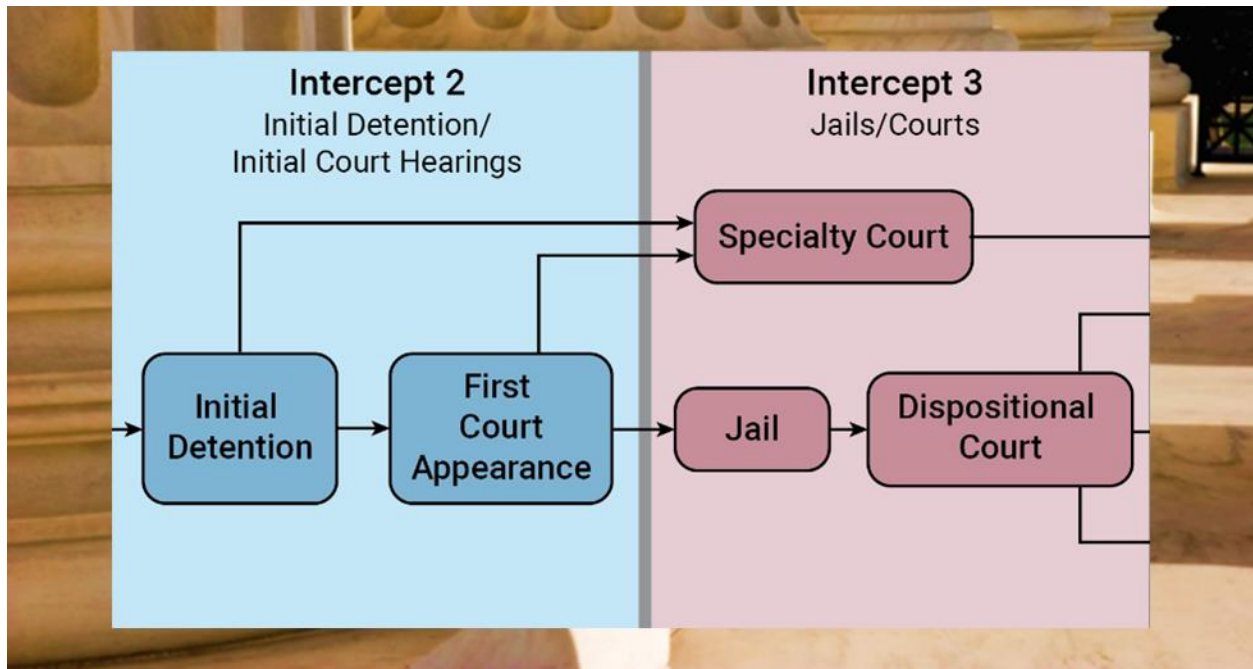 Intercept 2
Initial Detention/
Initial Court Hearings
Intercept 3
Jails/Courts
Specialty Court
Initial
Detention
First
Court
Appearance
Jail
Dispositional
Court